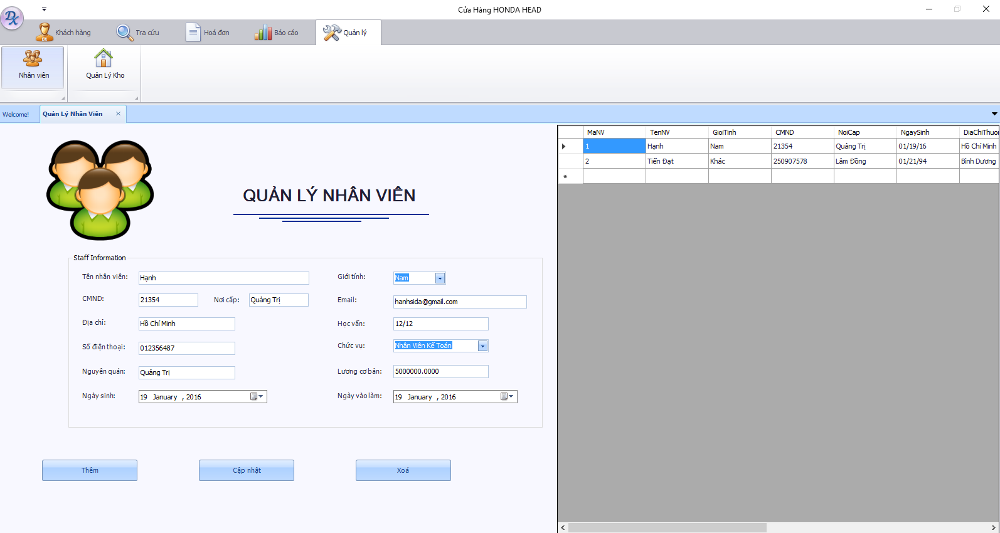 Cửa Hàng HONDA HEAD
Khách hàng
Tra cứu
Hoá đơn
Báo cáo
Quản lý
Nhân viên
Quản Lý Kho
Welcome!
Quản Lý Nhân Viên
QUẢN LÝ NHÂN VIÊN
Staff Information
Tên nhân viên: Hạnh
Giới tính: Nam
CMND: 21354 Nơi cấp: Quảng Trị
Email: hanhsida@gmail.com
Địa chỉ: Hồ Chí Minh
Học vấn: 12/12
Số điện thoại: 012356487
Chức vụ: Nhân Viên Kế Toán
Nguyên quán: Quảng Trị
Lương cơ bản: 5000000.0000
Ngày sinh: 19 January , 2016
Ngày vào làm: 19 January , 2016
Thêm
Cập nhật
Xoá
MaNV TenNV GioiTinh CMND NoiCap NgaySinh DiaChiThuor
1 Hạnh Nam 21354 Quảng Trị 01/19/16 Hồ Chí Minh
2 Tiến Đạt Khác 250907578 Lâm Đồng 01/21/94 Bình Dương